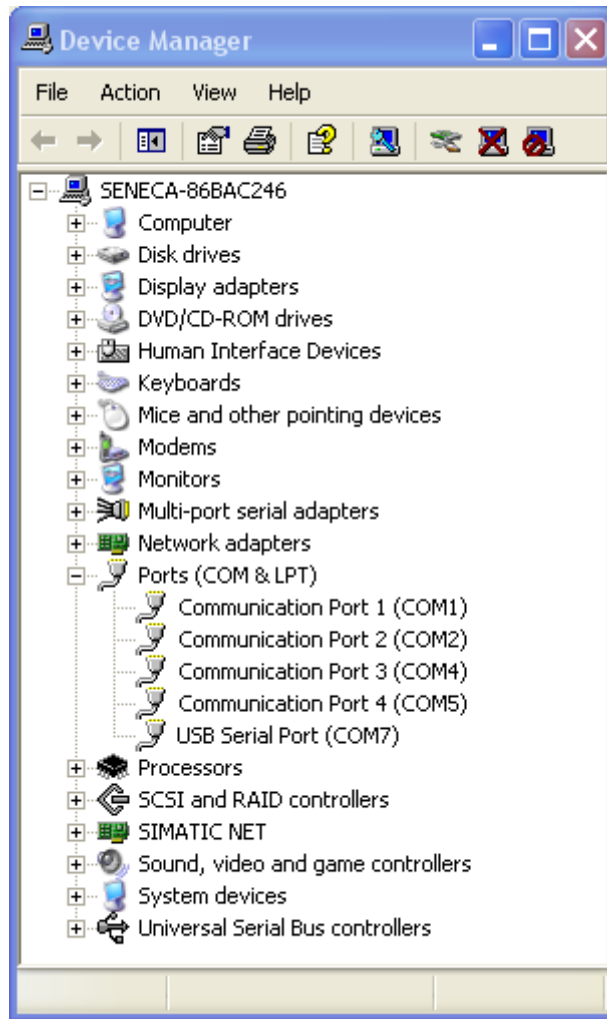 Device Manager
File Action View Help
SENECA-86BAC246
Computer
Disk drives
Display adapters
DVD/CD-ROM drives
Human Interface Devices
Keyboards
Mice and other pointing devices
Modems
Monitors
Multi-port serial adapters
Network adapters
Ports (COM & LPT)
Communication Port 1 (COM1)
Communication Port 2 (COM2)
Communication Port 3 (COM4)
Communication Port 4 (COM5)
USB Serial Port (COM7)
Processors
SCSI and RAID controllers
SIMATIC NET
Sound, video and game controllers
System devices
Universal Serial Bus controllers